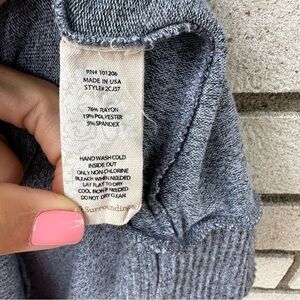 RN# 101206
MADE IN USA
STYLE# 2CJ37
76% RAYON
19% POLYESTER
5% SPANDEX
HAND WASH COLD
INSIDE OUT
ONLY NON-CHLORINE
BLEACH WHEN NEEDED
LAY FLAT TO DRY
COOL IRON IF NEEDED
DO NOT DRY CLEAN
Surroundings